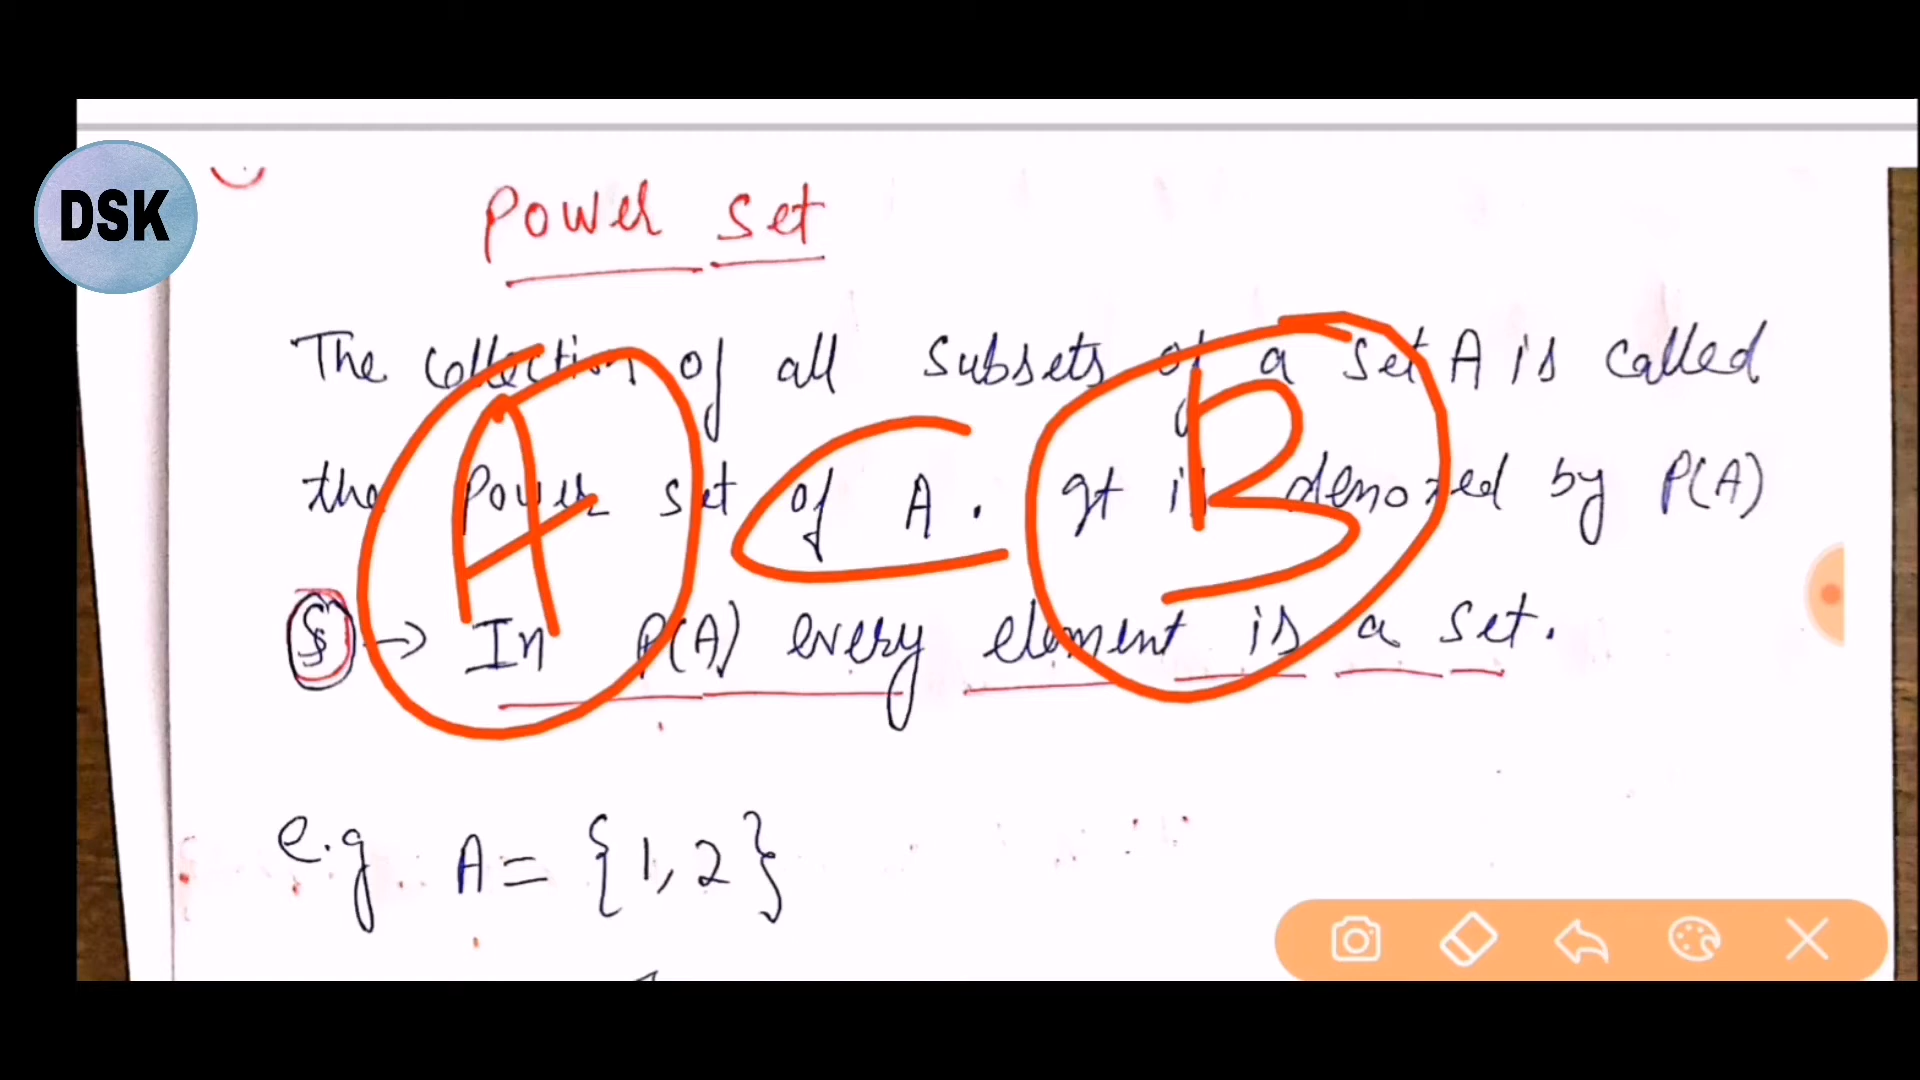 DSK
Power set
The collection of all subsets of a set A is called
the power set of A. It is denoted by P(A)
§ → In P(A) every element is a set.
A ⊂ B
e.g A = {1,2}